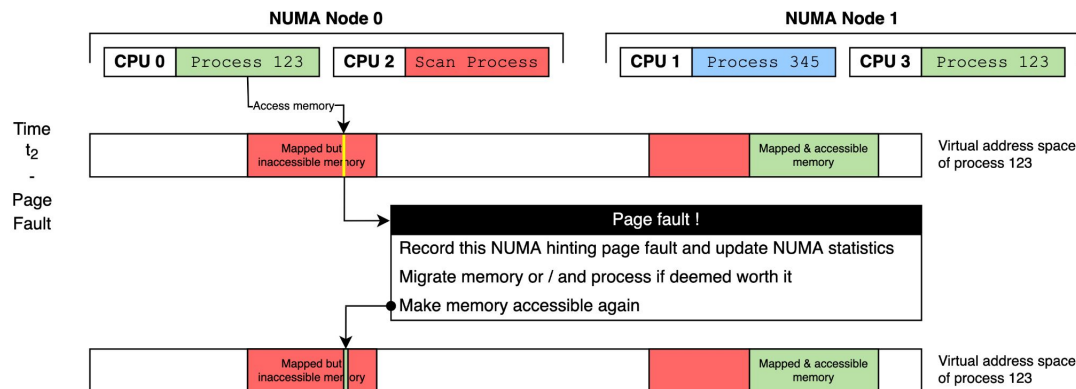 NUMA Node 0
NUMA Node 1
CPU 0
Process 123
CPU 2
Scan Process
CPU 1
Process 345
CPU 3
Process 123
Access memory
Time
t2
-
Page
Fault
Mapped but
inaccessible memory
Mapped & accessible
memory
Virtual address space
of process 123
Page fault !
Record this NUMA hinting page fault and update NUMA statistics
Migrate memory or / and process if deemed worth it
Make memory accessible again
Mapped but
inaccessible memory
Mapped & accessible
memory
Virtual address space
of process 123